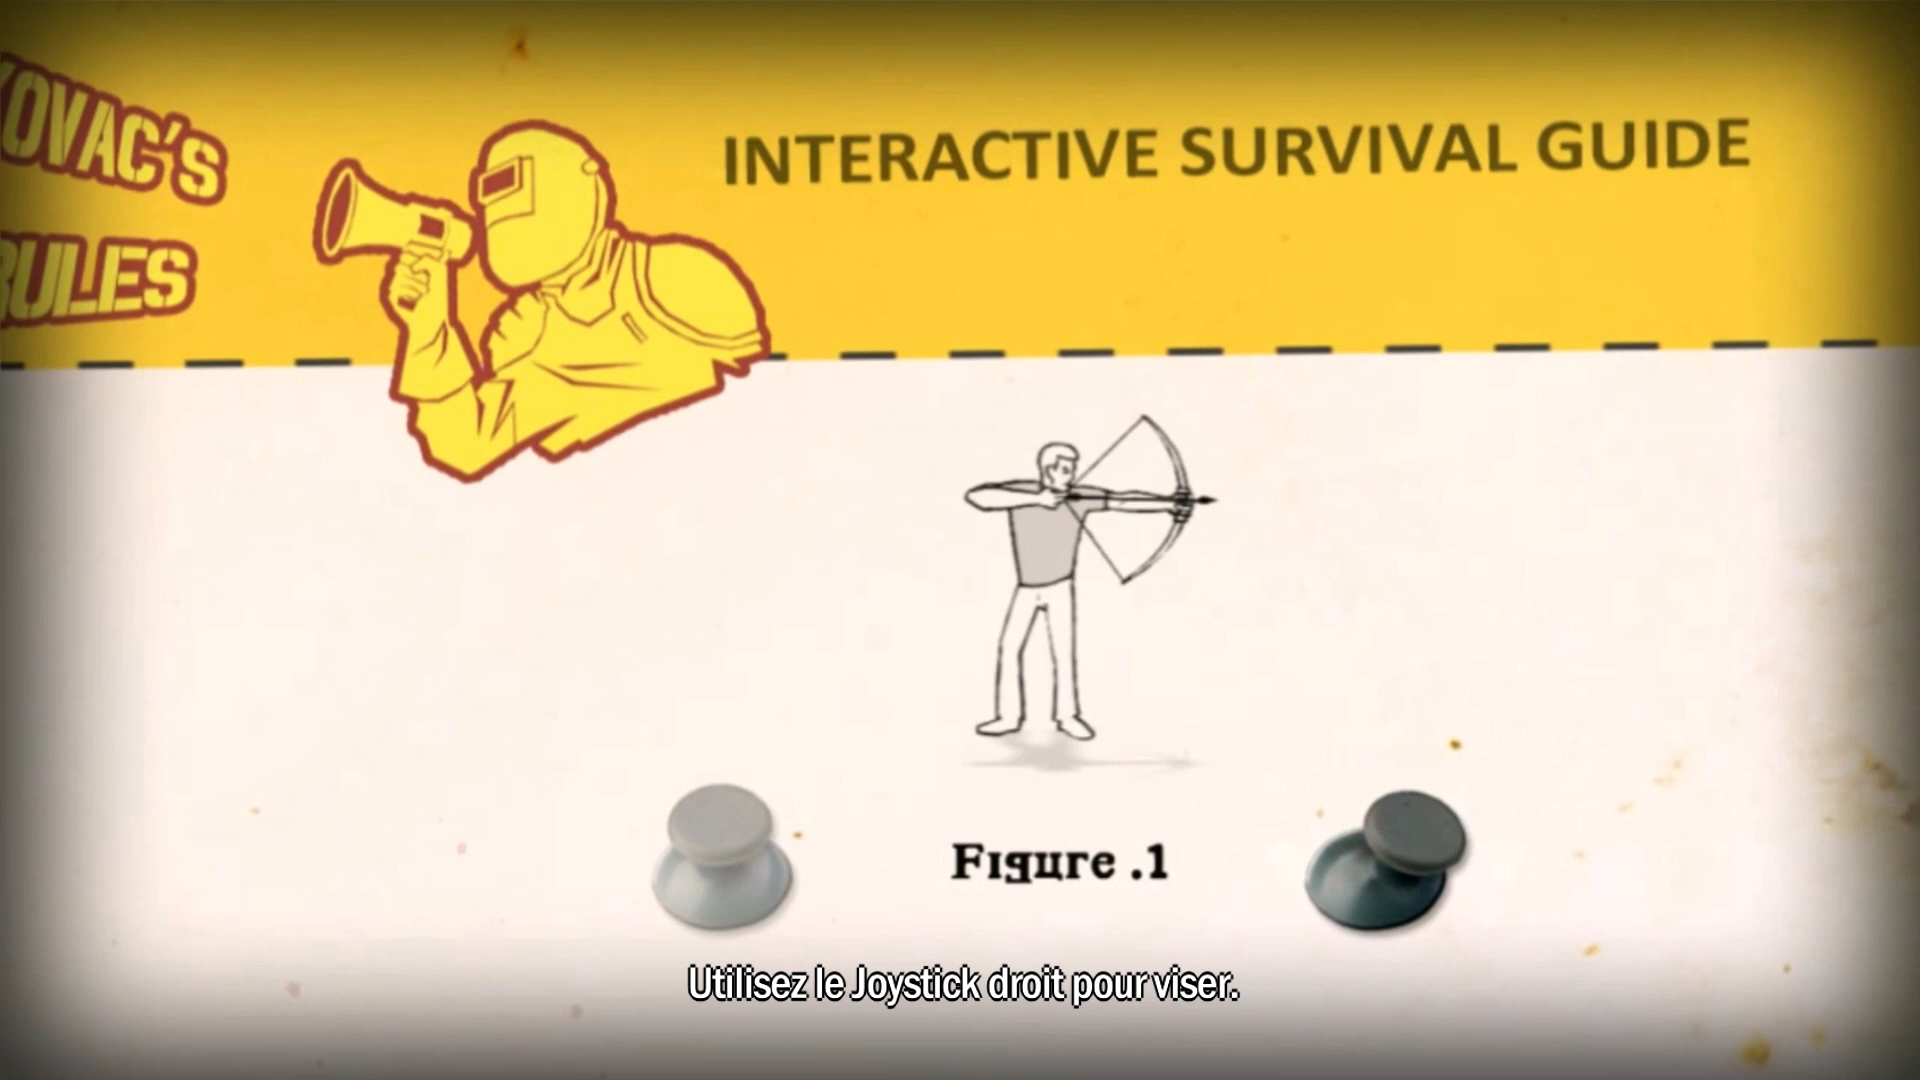 OVAC'S
RULES
INTERACTIVE SURVIVAL GUIDE
Figure .1
Utilisez le Joystick droit pour viser.